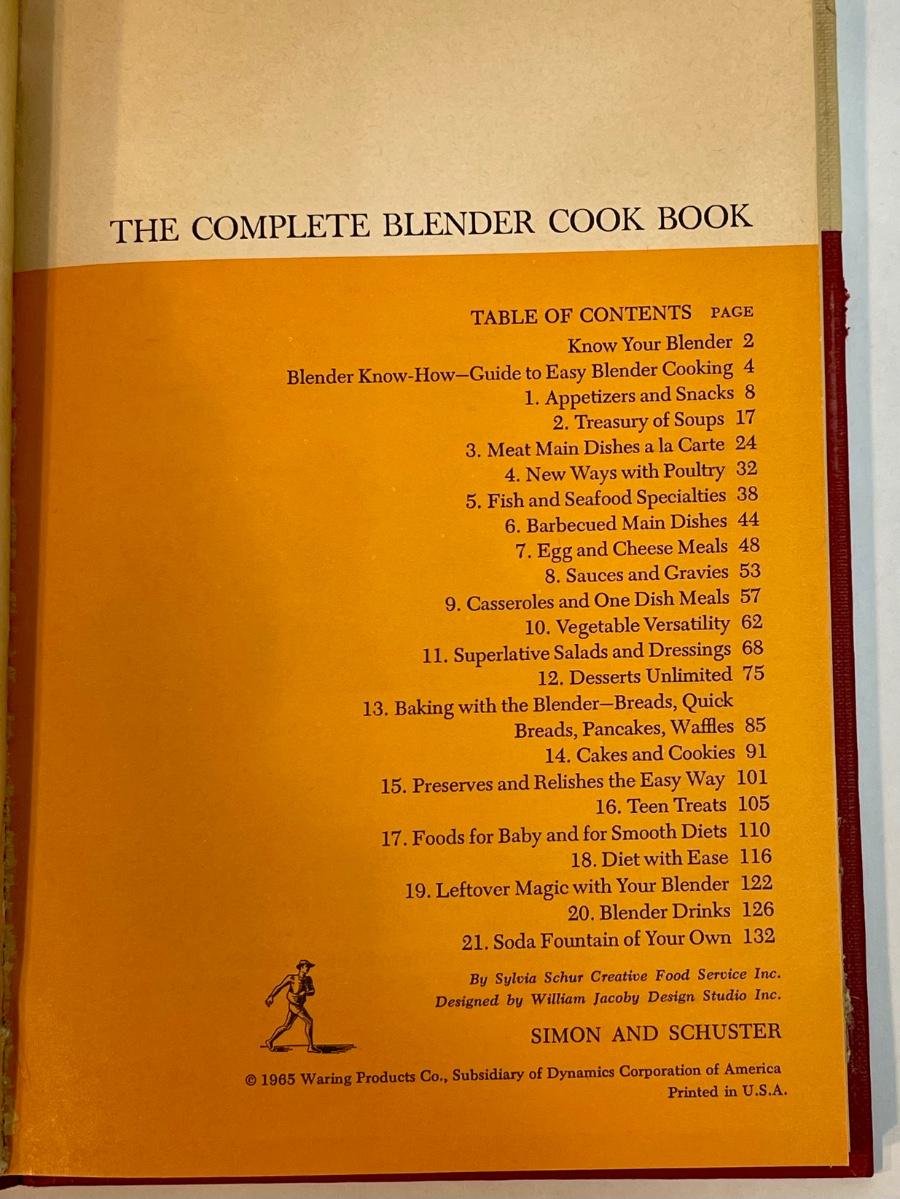 THE COMPLETE BLENDER COOK BOOK
TABLE OF CONTENTS PAGE
Know Your Blender 2
Blender Know-How—Guide to Easy Blender Cooking 4
1. Appetizers and Snacks 8
2. Treasury of Soups 17
3. Meat Main Dishes a la Carte 24
4. New Ways with Poultry 32
5. Fish and Seafood Specialties 38
6. Barbecued Main Dishes 44
7. Egg and Cheese Meals 48
8. Sauces and Gravies 53
9. Casseroles and One Dish Meals 57
10. Vegetable Versatility 62
11. Superlative Salads and Dressings 68
12. Desserts Unlimited 75
13. Baking with the Blender—Breads, Quick
Breads, Pancakes, Waffles 85
14. Cakes and Cookies 91
15. Preserves and Relishes the Easy Way 101
16. Teen Treats 105
17. Foods for Baby and for Smooth Diets 110
18. Diet with Ease 116
19. Leftover Magic with Your Blender 122
20. Blender Drinks 126
21. Soda Fountain of Your Own 132
By Sylvia Schur Creative Food Service Inc.
Designed by William Jacoby Design Studio Inc.
SIMON AND SCHUSTER
© 1965 Waring Products Co., Subsidiary of Dynamics Corporation of America
Printed in U.S.A.